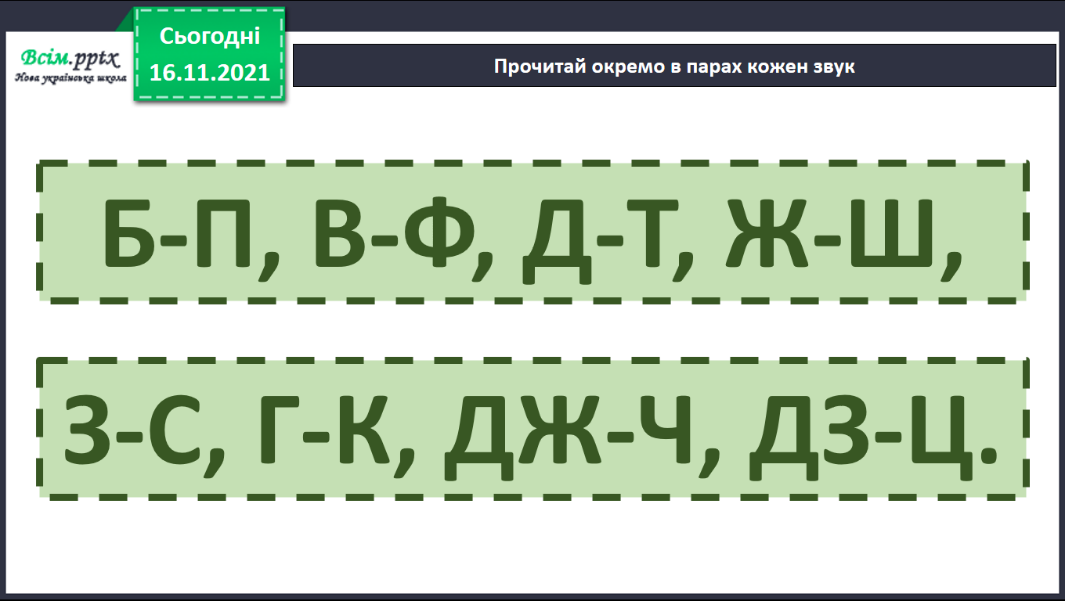 Сьогодні
16.11.2021
Всім.pptx
Нова українська школа
Прочитай окремо в парах кожен звук
Б-П, В-Ф, Д-Т, Ж-Ш,
З-С, Г-К, ДЖ-Ч, ДЗ-Ц.